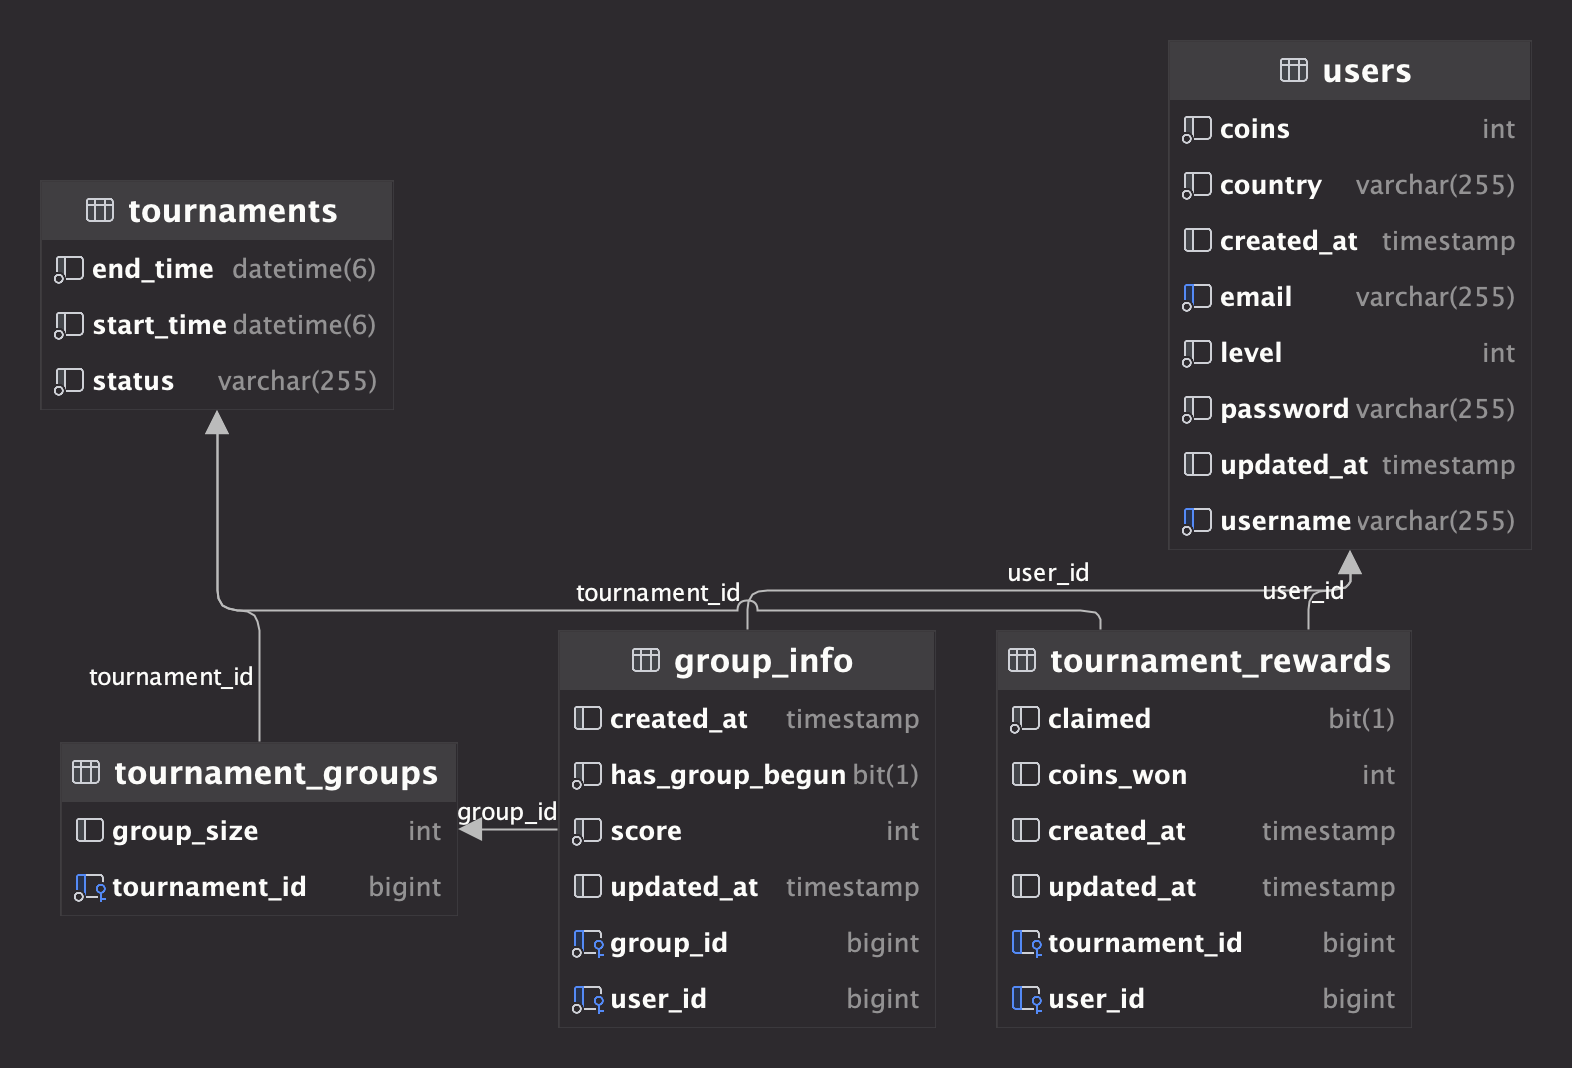 users
coins int
country varchar(255)
created_at timestamp
email varchar(255)
level int
password varchar(255)
updated_at timestamp
username varchar(255)
tournaments
end_time datetime(6)
start_time datetime(6)
status varchar(255)
user_id
tournament_id
user_id
tournament_id
group_info
created_at timestamp
has_group_begun bit(1)
score int
updated_at timestamp
group_id bigint
user_id bigint
tournament_rewards
claimed bit(1)
coins_won int
created_at timestamp
updated_at timestamp
tournament_id bigint
user_id bigint
tournament_groups
group_size int
tournament_id bigint
group_id